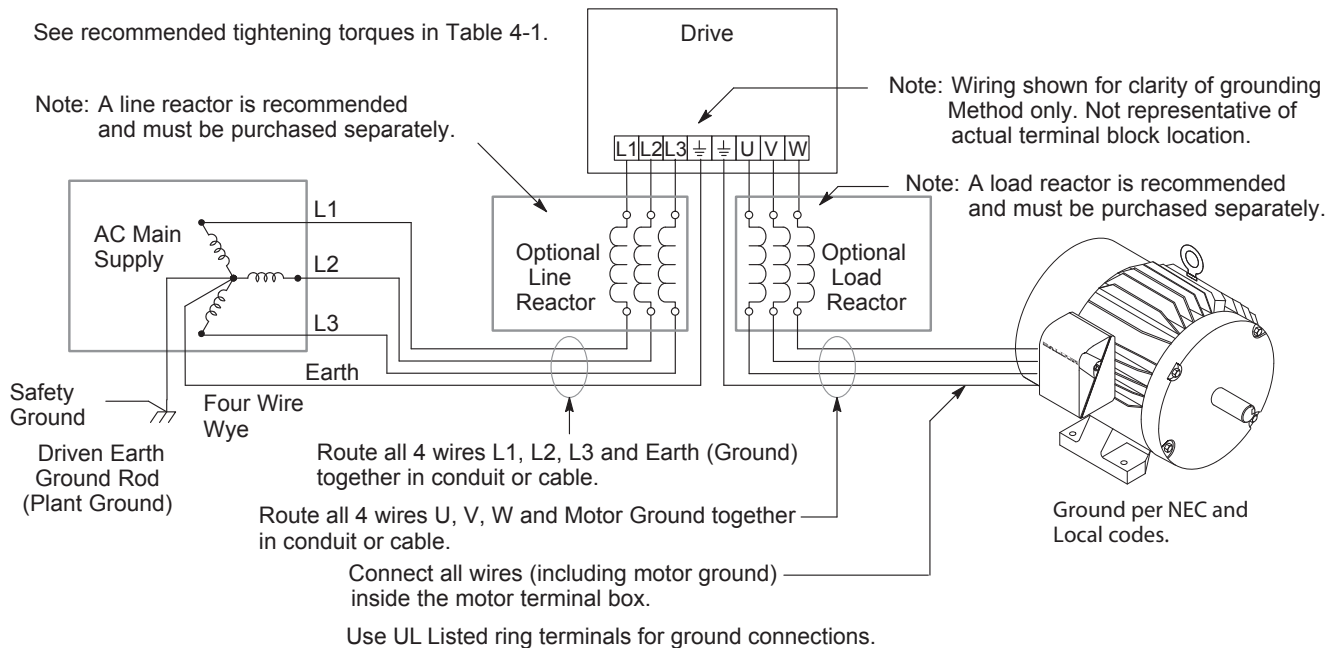 See recommended tightening torques in Table 4-1.
Drive
Note: A line reactor is recommended
and must be purchased separately.
Note: Wiring shown for clarity of grounding
Method only. Not representative of
actual terminal block location.
L1 L2 L3 ⏚ ⏚ U V W
Note: A load reactor is recommended
and must be purchased separately.
AC Main
Supply
L1
L2
L3
Earth
Optional
Line
Reactor
Optional
Load
Reactor
Safety
Ground
Four Wire
Wye
Driven Earth
Ground Rod
(Plant Ground)
Route all 4 wires L1, L2, L3 and Earth (Ground)
together in conduit or cable.
Route all 4 wires U, V, W and Motor Ground together
in conduit or cable.
Connect all wires (including motor ground)
inside the motor terminal box.
Use UL Listed ring terminals for ground connections.
Ground per NEC and
Local codes.